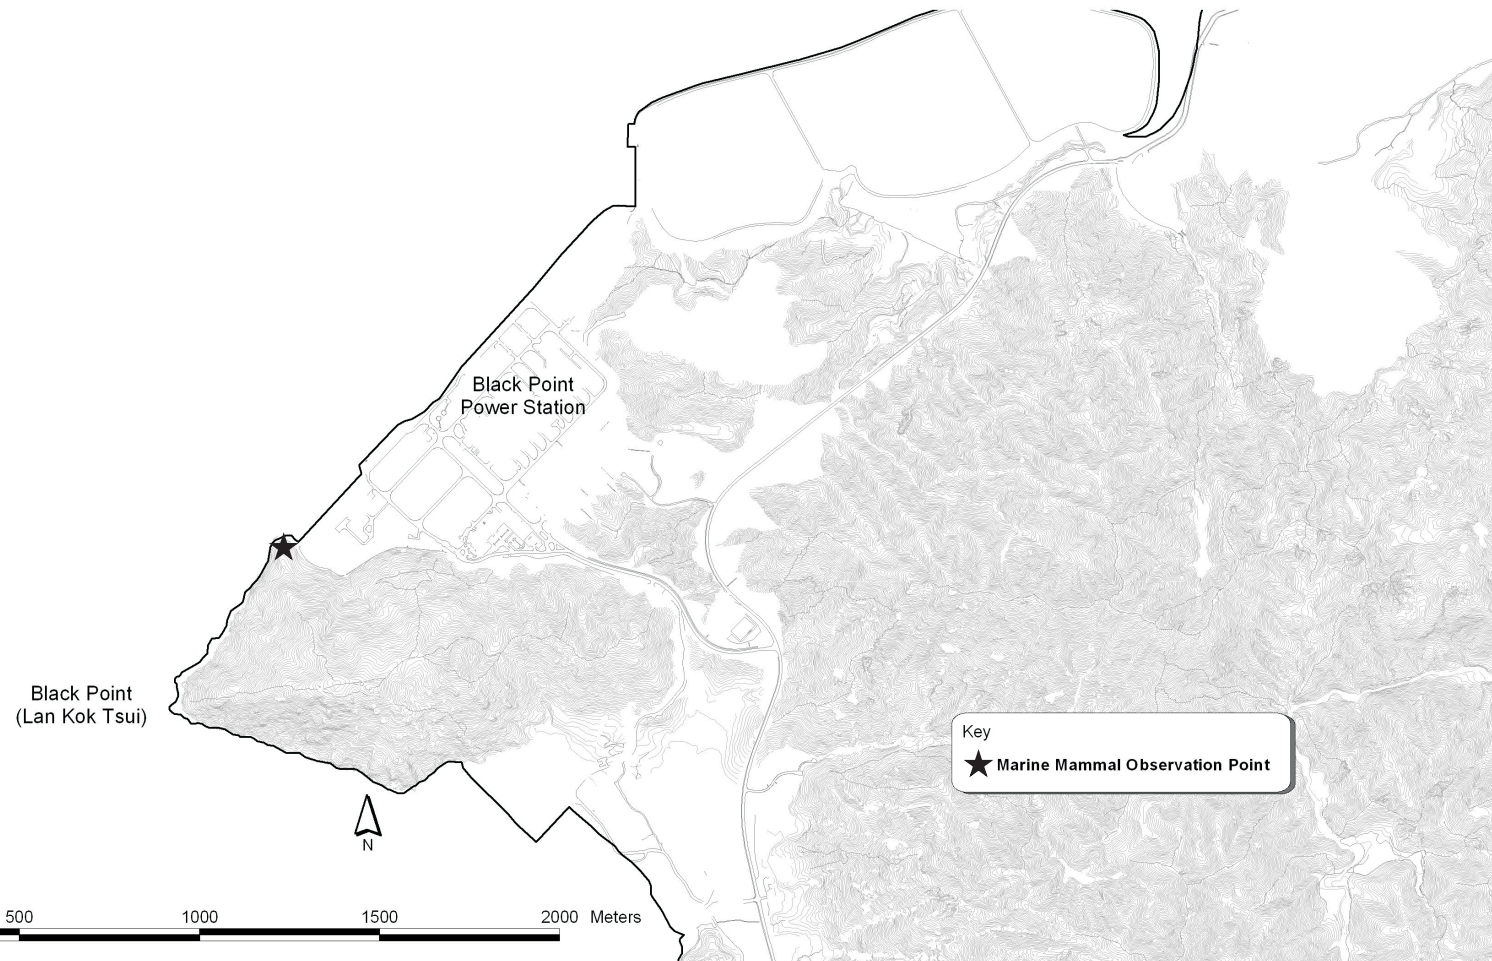 Black Point
Power Station
Black Point
(Lan Kok Tsui)
Key
Marine Mammal Observation Point
N
500 1000 1500 2000 Meters